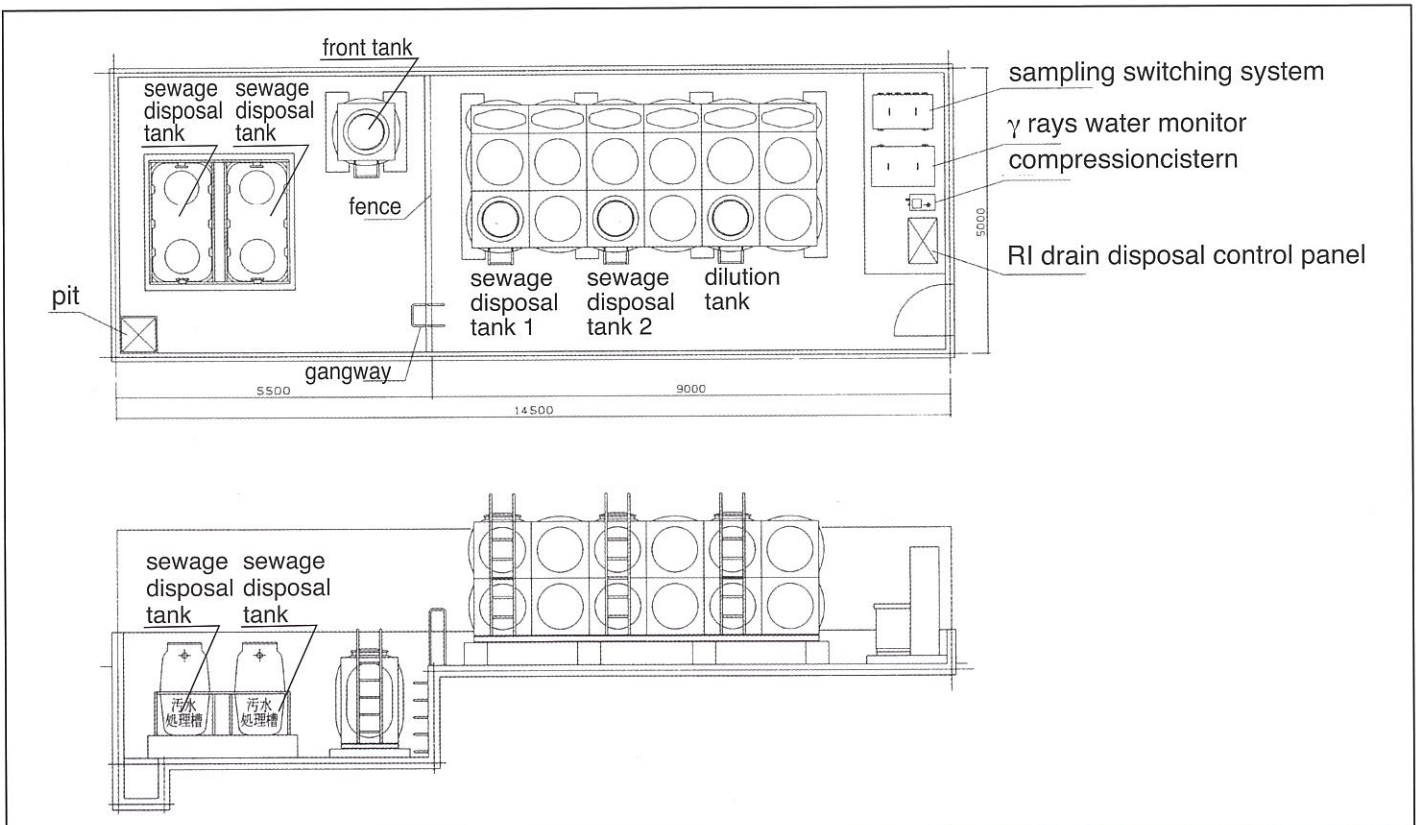 front tank
sewage
disposal
tank
sewage
disposal
tank
sampling switching system
γ rays water monitor
compressioncistern
fence
5000
RI drain disposal control panel
sewage
disposal
tank 1
sewage
disposal
tank 2
dilution
tank
pit
gangway
5500
9000
14500
sewage
disposal
tank
sewage
disposal
tank
汚水
処理槽
汚水
処理槽